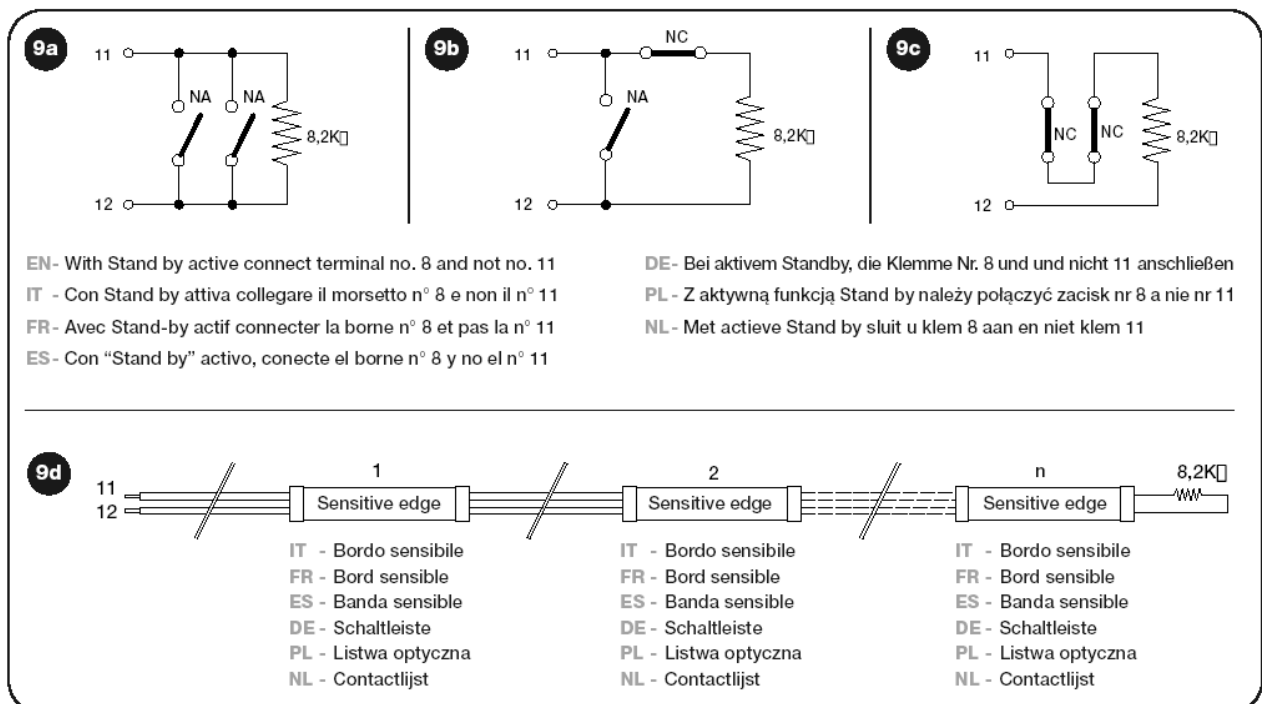 9a
11
NA
NA
8,2K▯
12
9b
11
NC
NA
8,2K▯
12
9c
11
NC
NC
8,2K▯
12
EN- With Stand by active connect terminal no. 8 and not no. 11
IT - Con Stand by attiva collegare il morsetto n° 8 e non il n° 11
FR- Avec Stand-by actif connecter la borne n° 8 et pas la n° 11
ES- Con “Stand by” activo, conecte el borne n° 8 y no el n° 11
DE- Bei aktivem Standby, die Klemme Nr. 8 und und nicht 11 anschließen
PL- Z aktywną funkcją Stand by należy połączyć zacisk nr 8 a nie nr 11
NL- Met actieve Stand by sluit u klem 8 aan en niet klem 11
9d
11
12
1
Sensitive edge
2
Sensitive edge
n
Sensitive edge
8,2K▯
IT - Bordo sensibile
FR - Bord sensible
ES - Banda sensible
DE - Schaltleiste
PL - Listwa optyczna
NL - Contactlijst
IT - Bordo sensibile
FR - Bord sensible
ES - Banda sensible
DE - Schaltleiste
PL - Listwa optyczna
NL - Contactlijst
IT - Bordo sensibile
FR - Bord sensible
ES - Banda sensible
DE - Schaltleiste
PL - Listwa optyczna
NL - Contactlijst